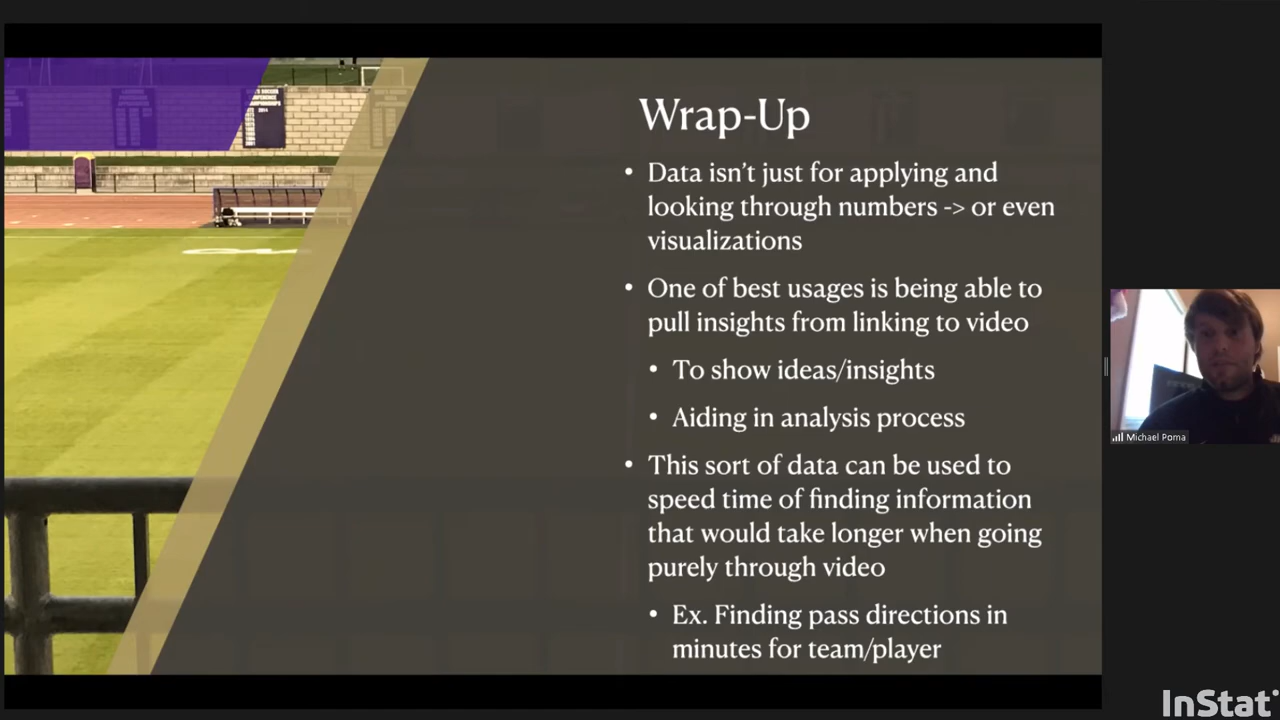 Wrap-Up
• Data isn't just for applying and
looking through numbers -> or even
visualizations
• One of best usages is being able to
pull insights from linking to video
• To show ideas/insights
• Aiding in analysis process
• This sort of data can be used to
speed time of finding information
that would take longer when going
purely through video
• Ex. Finding pass directions in
minutes for team/player
Michael Poma
InStat